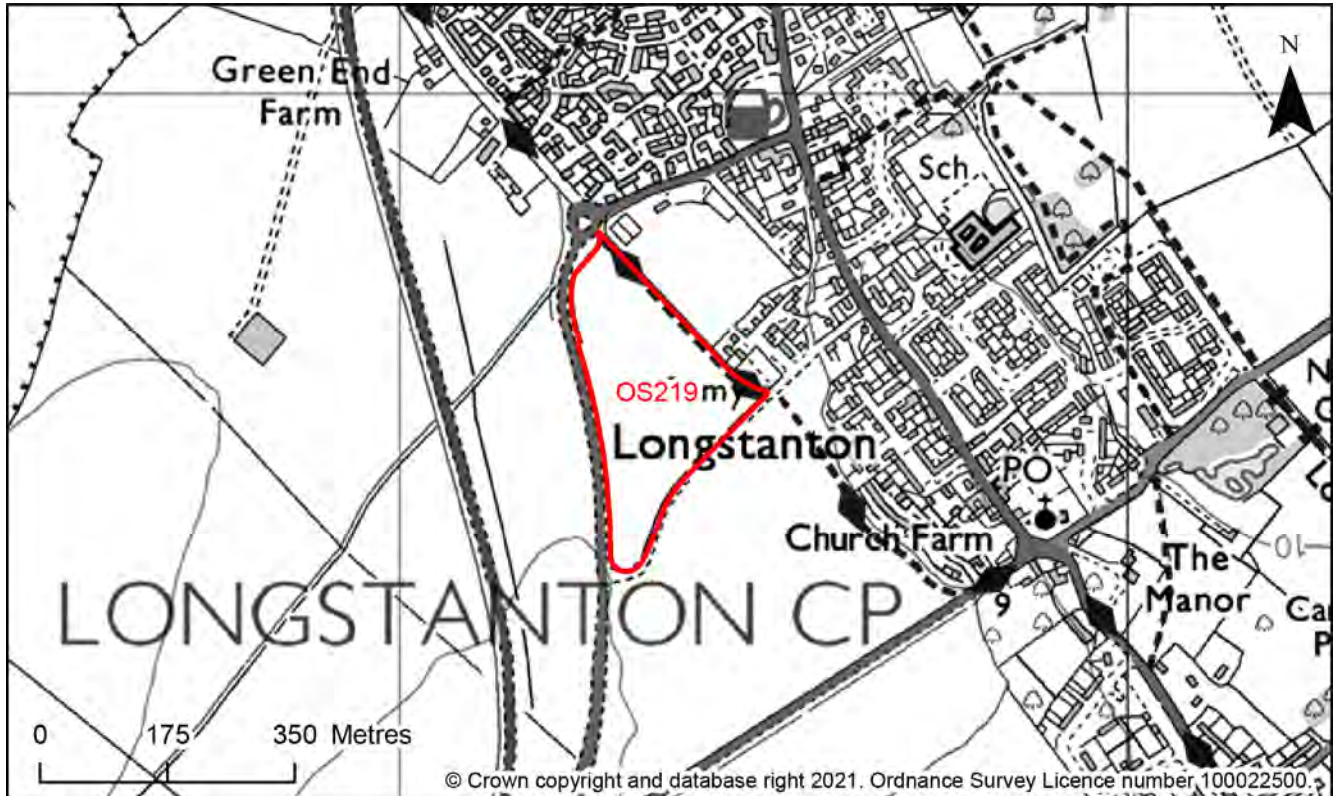 Green End
Farm
N
Sch
OS219 m
Longstanton
PO
Church Farm
9
10
The
Manor
LONGSTANTON CP
0 175 350 Metres
© Crown copyright and database right 2021. Ordnance Survey Licence number 100022500.